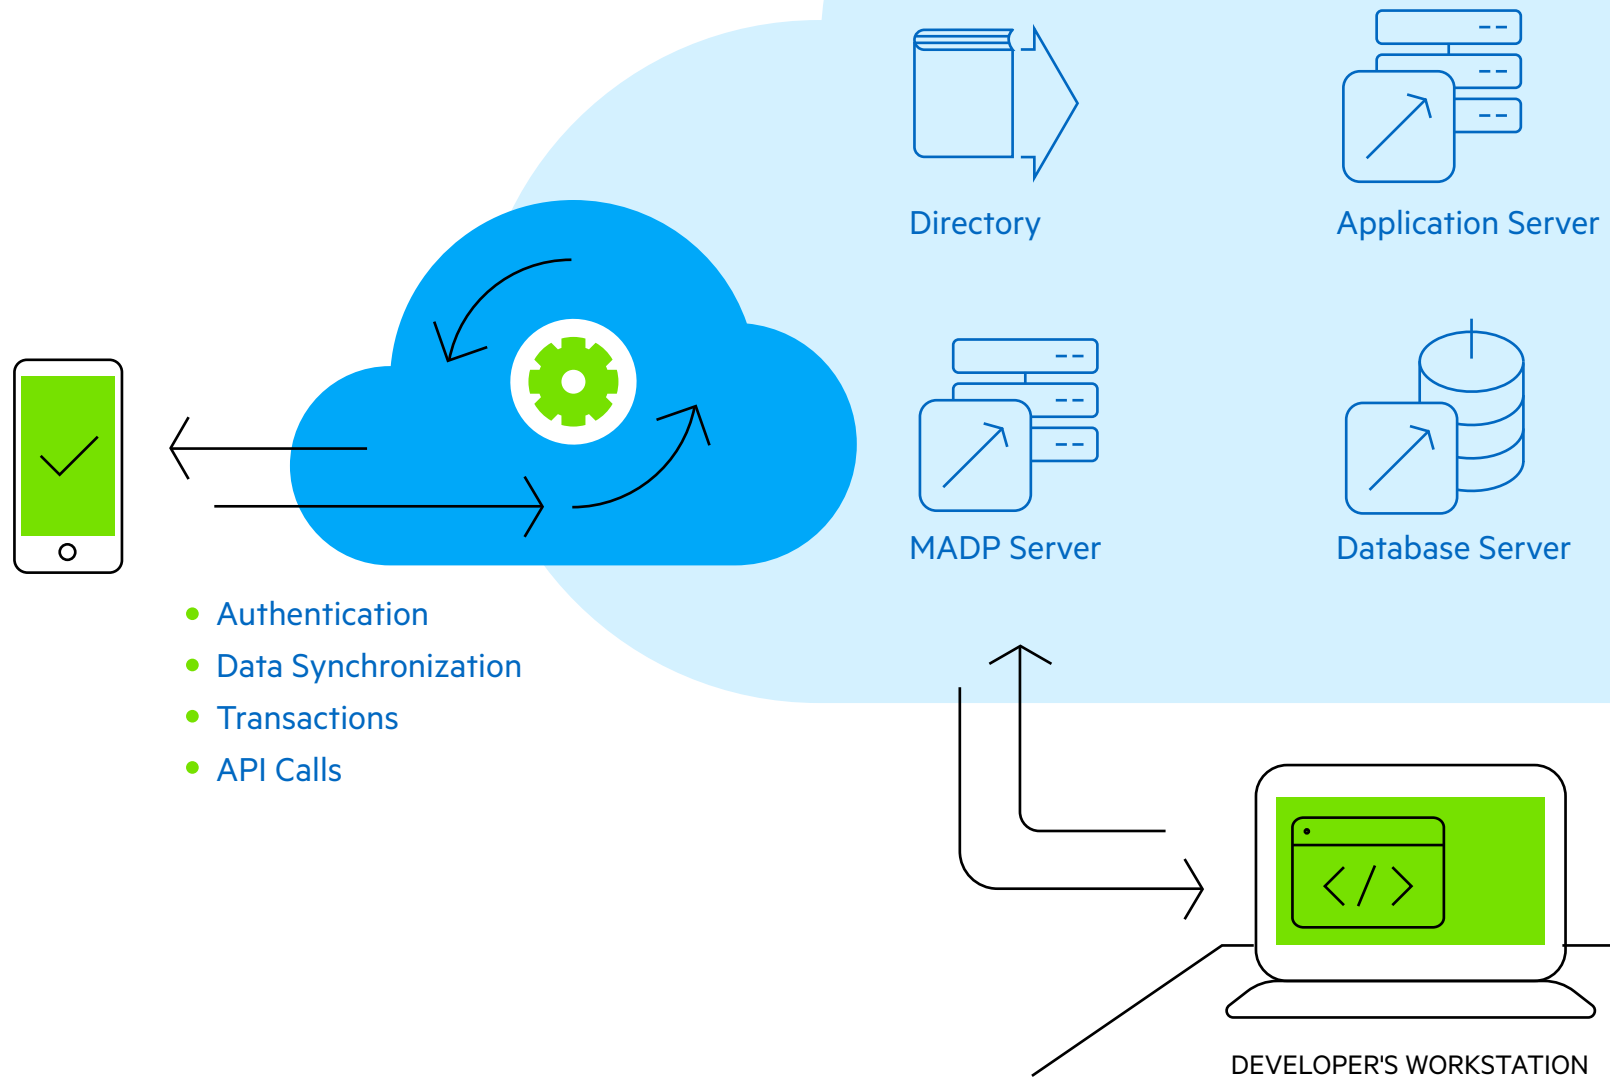 Directory
Application Server
MADP Server
Database Server
• Authentication
• Data Synchronization
• Transactions
• API Calls
</>
DEVELOPER'S WORKSTATION